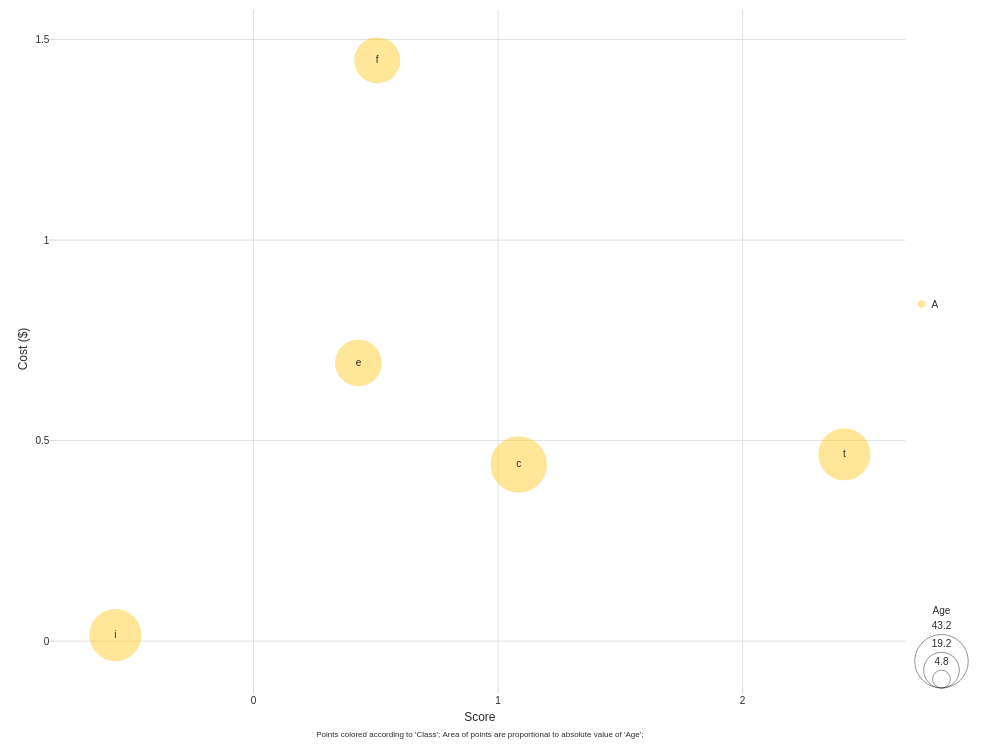 1.5
f
1
A
Cost ($)
e
0.5
t
c
Age
43.2
i
0
19.2
4.8
0
1
2
Score
Points colored according to 'Class'; Area of points are proportional to absolute value of 'Age';